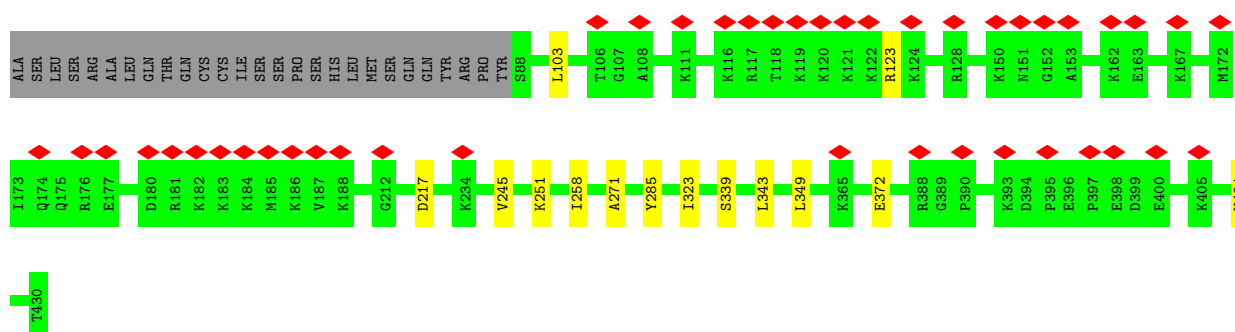 ALA SER LEU SER ARG ALA LEU GLN THR GLN CYS CYS ILE SER SER PRO SER HIS LEU MET SER GLN GLN TYR ARG PRO TYR S88 L103 T106 G107 A108 K111 K116 R117 T118 K119 K120 K121 K122 R123 K124 R128 K150 N151 G152 A153 K162 E163 K167 M172
I173 Q174 Q175 R176 E177 D180 R181 K182 K183 K184 M185 K186 V187 K188 G212 D217 K234 V245 K251 I258 A271 Y285 I323 S339 L343 L349 K365 E372 R388 G389 P390 K393 D394 P395 E396 P397 E398 D399 E400 K405
T430